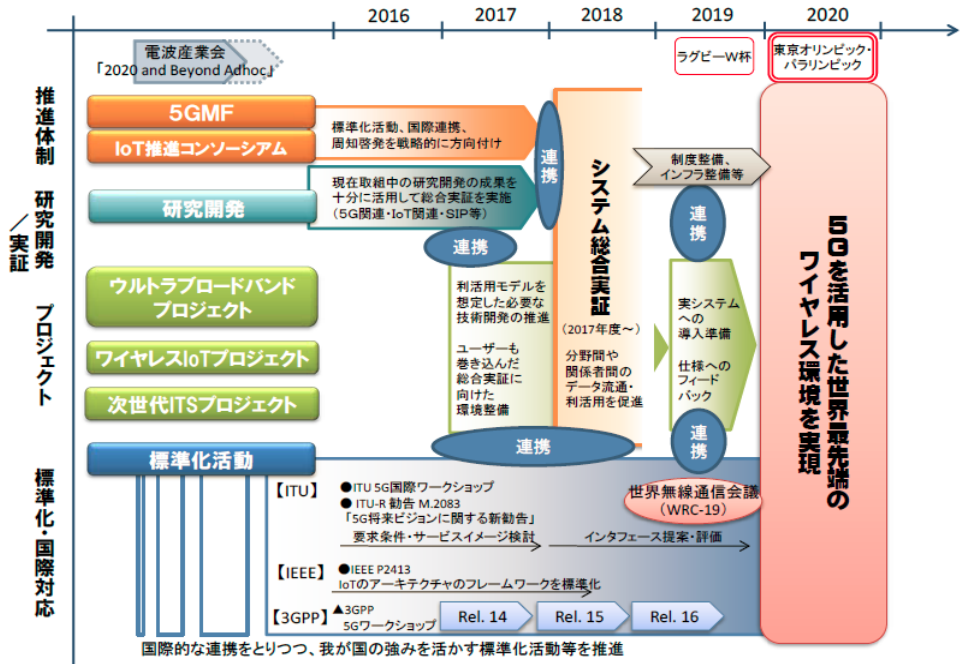 2016
2017
2018
2019
2020
電波産業会
「2020 and Beyond Adhoc」
ラグビーW杯
東京オリンピック・
パラリンピック
推進体制
5GMF
IoT推進コンソーシアム
標準化活動、国際連携、
周知啓発を戦略的に方向付け
連携
制度整備、
インフラ整備等
研究開発
/実証
研究開発
現在取組中の研究開発の成果を
十分に活用して総合実証を実施
(5G関連・IoT関連・SIP等)
連携
連携
プロジェクト
ウルトラブロードバンド
プロジェクト
ワイヤレスIoTプロジェクト
次世代ITSプロジェクト
利活用モデルを
想定した必要な
技術開発の推進
ユーザーも
巻き込んだ
総合実証に
向けた
環境整備
システム総合実証
(2017年度~)
分野間や
関係者間の
データ流通・
利活用を促進
実システム
への
導入準備
仕様への
フィード
バック
連携
連携
5Gを活用した世界最先端の
ワイヤレス環境を実現
標準化・国際対応
標準化活動
【ITU】
●ITU 5G国際ワークショップ
●ITU-R 勧告 M.2083
「5G将来ビジョンに関する新勧告」
要求条件・サービスイメージ検討
インタフェース提案・評価
世界無線通信会議
(WRC-19)
【IEEE】
●IEEE P2413
IoTのアーキテクチャのフレームワークを標準化
【3GPP】
▲3GPP
5Gワークショップ
Rel. 14
Rel. 15
Rel. 16
国際的な連携をとりつつ、我が国の強みを活かす標準化活動等を推進